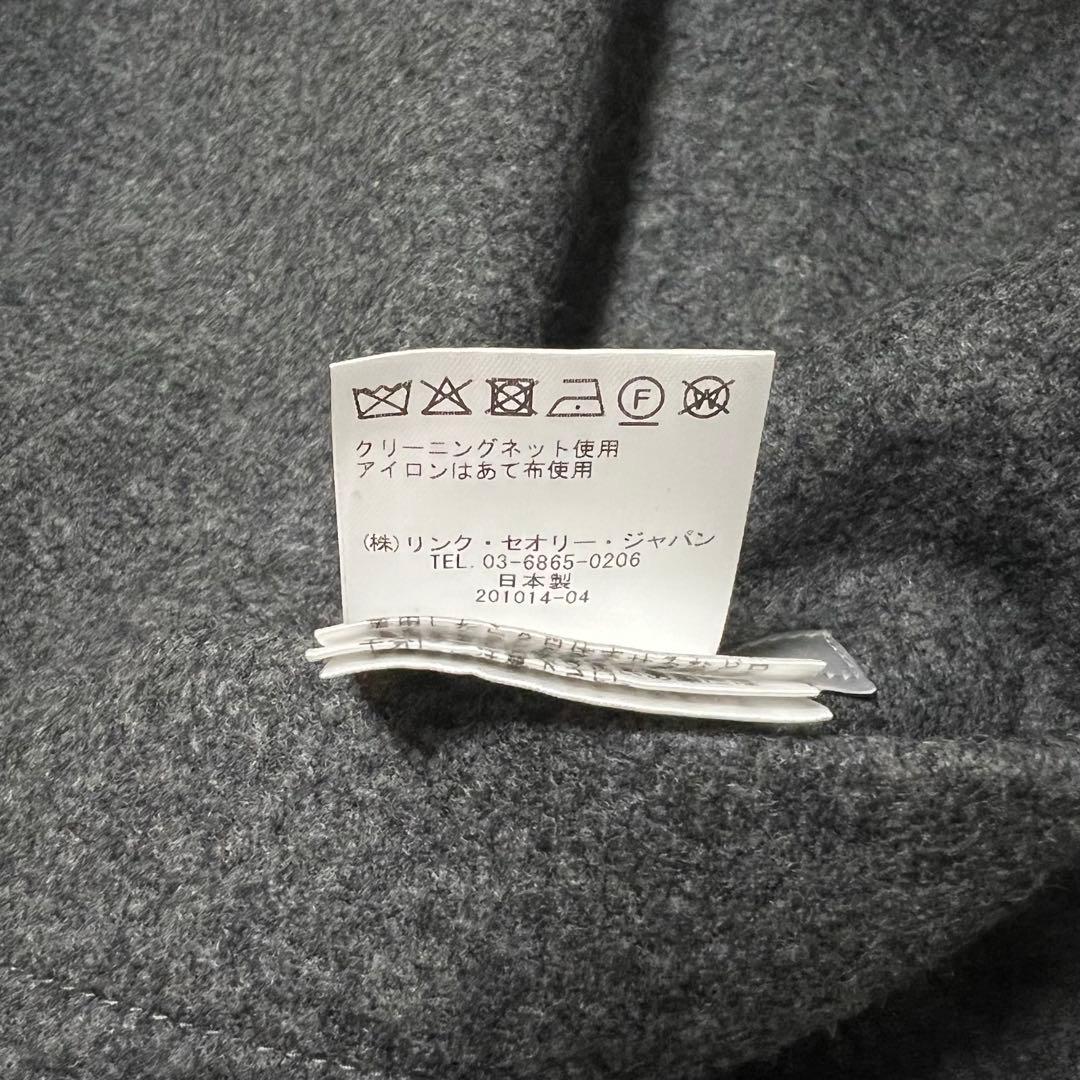 F W
クリーニングネット使用
アイロンはあて布使用
(株)リンク・セオリー・ジャパン
TEL. 03-6865-0206
日本製
201014-04